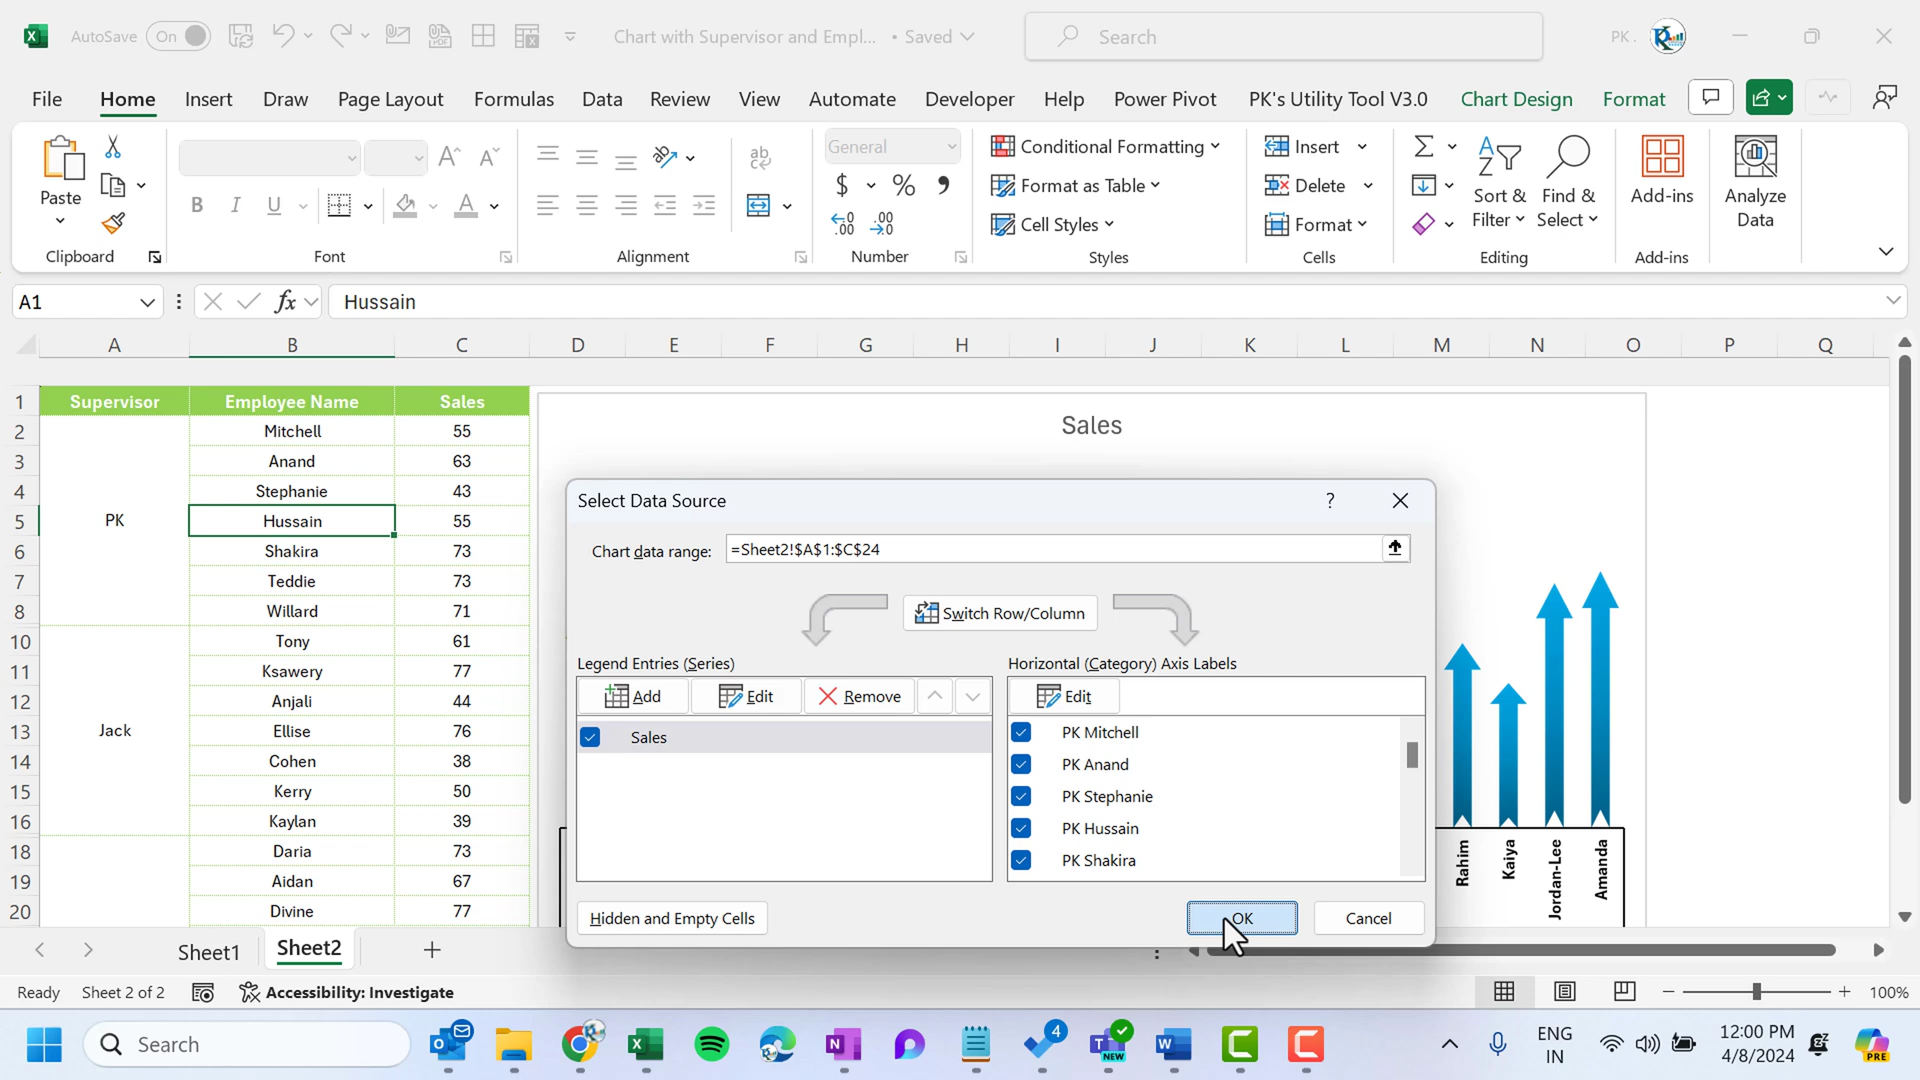 AutoSave On Chart with Supervisor and Empl... • Saved Search PK .
File Home Insert Draw Page Layout Formulas Data Review View Automate Developer Help Power Pivot PK's Utility Tool V3.0 Chart Design Format
Paste
Clipboard
B I U A
Font
ab
Alignment
General
$ % ,
Number
Conditional Formatting
Format as Table
Cell Styles
Styles
Insert
Delete
Format
Cells
Sort & Filter
Find & Select
Editing
Add-ins
Add-ins
Analyze Data
A1 fx Hussain
A B C D E F G H I J K L M N O P Q
1 Supervisor Employee Name Sales
2 Mitchell 55
3 Anand 63
4 Stephanie 43
5 PK Hussain 55
6 Shakira 73
7 Teddie 73
8 Willard 71
10 Tony 61
11 Ksawery 77
12 Anjali 44
13 Jack Ellise 76
14 Cohen 38
15 Kerry 50
16 Kaylan 39
18 Daria 73
19 Aidan 67
20 Divine 77
Sales
Select Data Source ?
Chart data range: =Sheet2!$A$1:$C$24
Switch Row/Column
Legend Entries (Series)
Add Edit Remove
Sales
Horizontal (Category) Axis Labels
Edit
PK Mitchell
PK Anand
PK Stephanie
PK Hussain
PK Shakira
Hidden and Empty Cells OK Cancel
Rahim
Kaiya
Jordan-Lee
Amanda
Sheet1 Sheet2
Ready Sheet 2 of 2 Accessibility: Investigate 100%
Search 4 NEW ENG IN 12:00 PM 4/8/2024 PRE